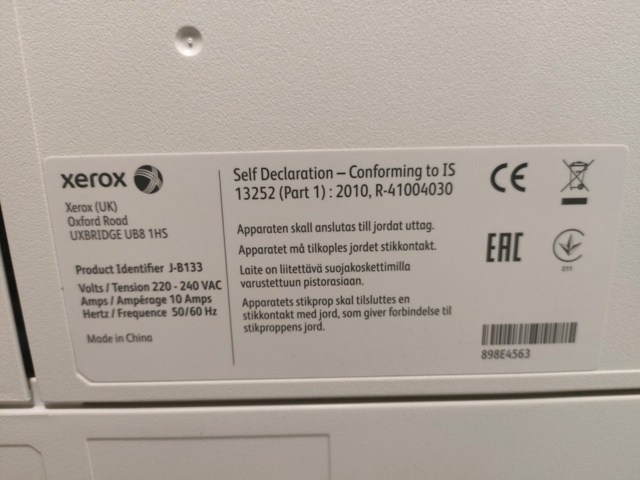 xerox
Xerox (UK)
Oxford Road
UXBRIDGE UB8 1HS
Product Identifier J-B133
Volts / Tension 220 - 240 VAC
Amps / Ampérage 10 Amps
Hertz / Frequence 50/60 Hz
Made in China
Self Declaration – Conforming to IS
13252 (Part 1) : 2010, R-41004030
Apparaten skall anslutas till jordat uttag.
Apparatet må tilkoples jordet stikkontakt.
Laite on liitettävä suojakoskettimilla
varustettuun pistorasiaan.
Apparatets stikprop skal tilsluttes en
stikkontakt med jord, som giver forbindelse til
stikproppens jord.
CE
EAC
011
898E4563